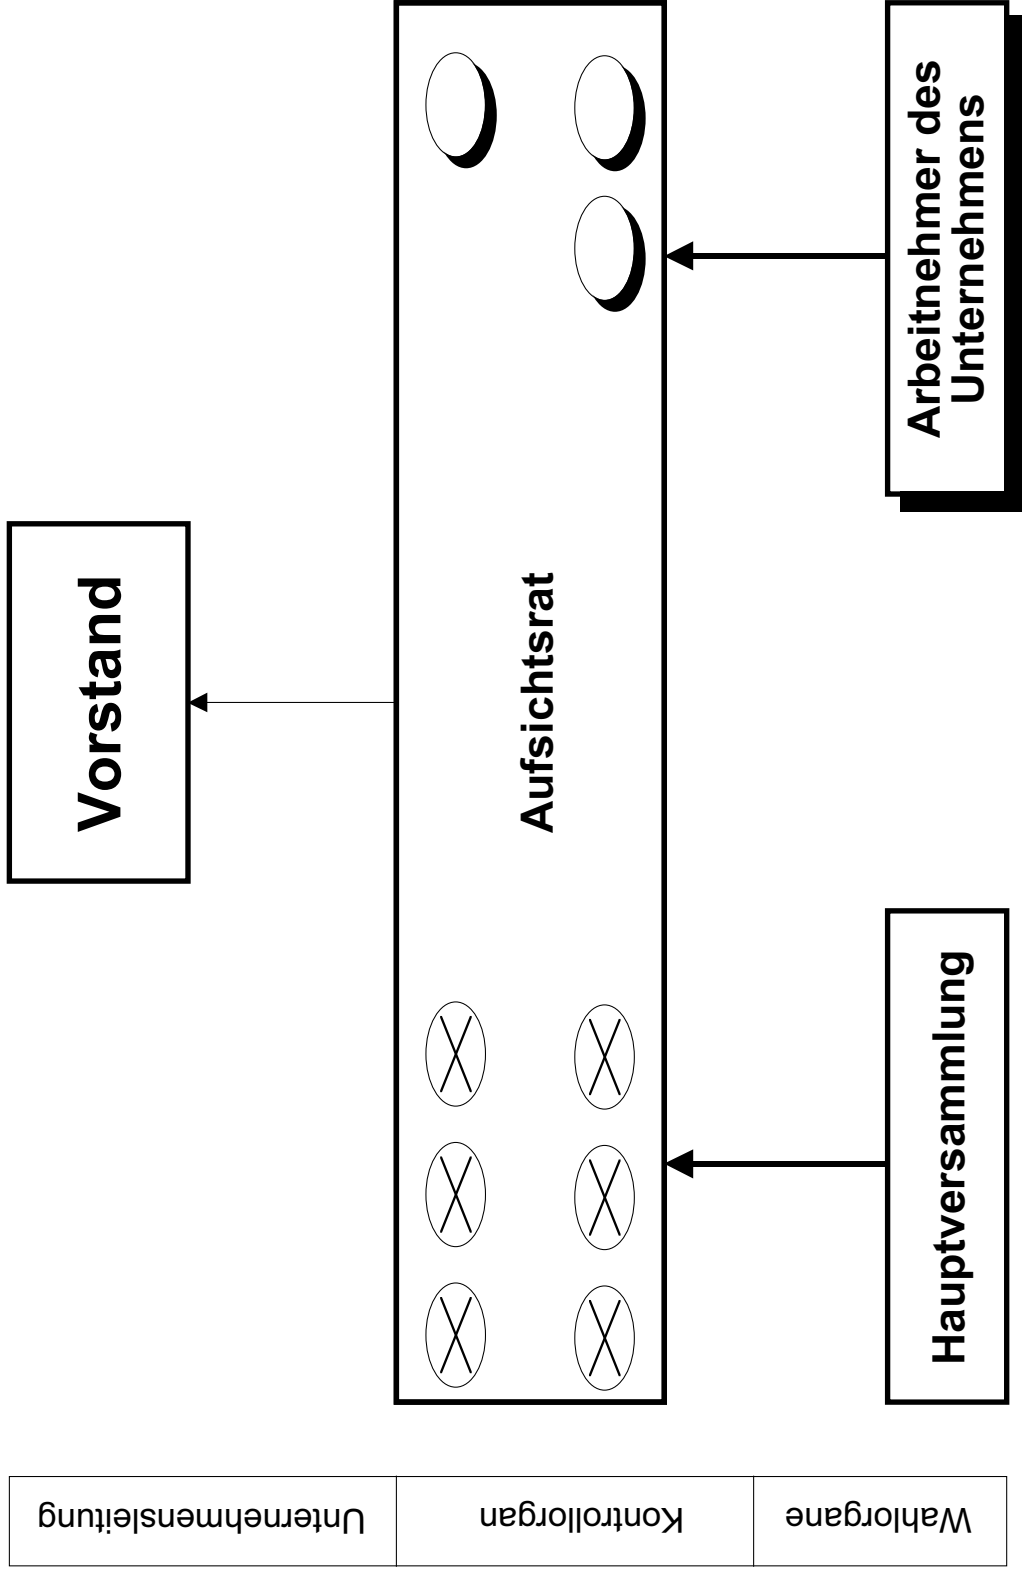 Unternehmensleitung
Vorstand
Kontrollorgan
Aufsichtsrat
Wahlorgane
Hauptversammlung
Arbeitnehmer des
Unternehmens